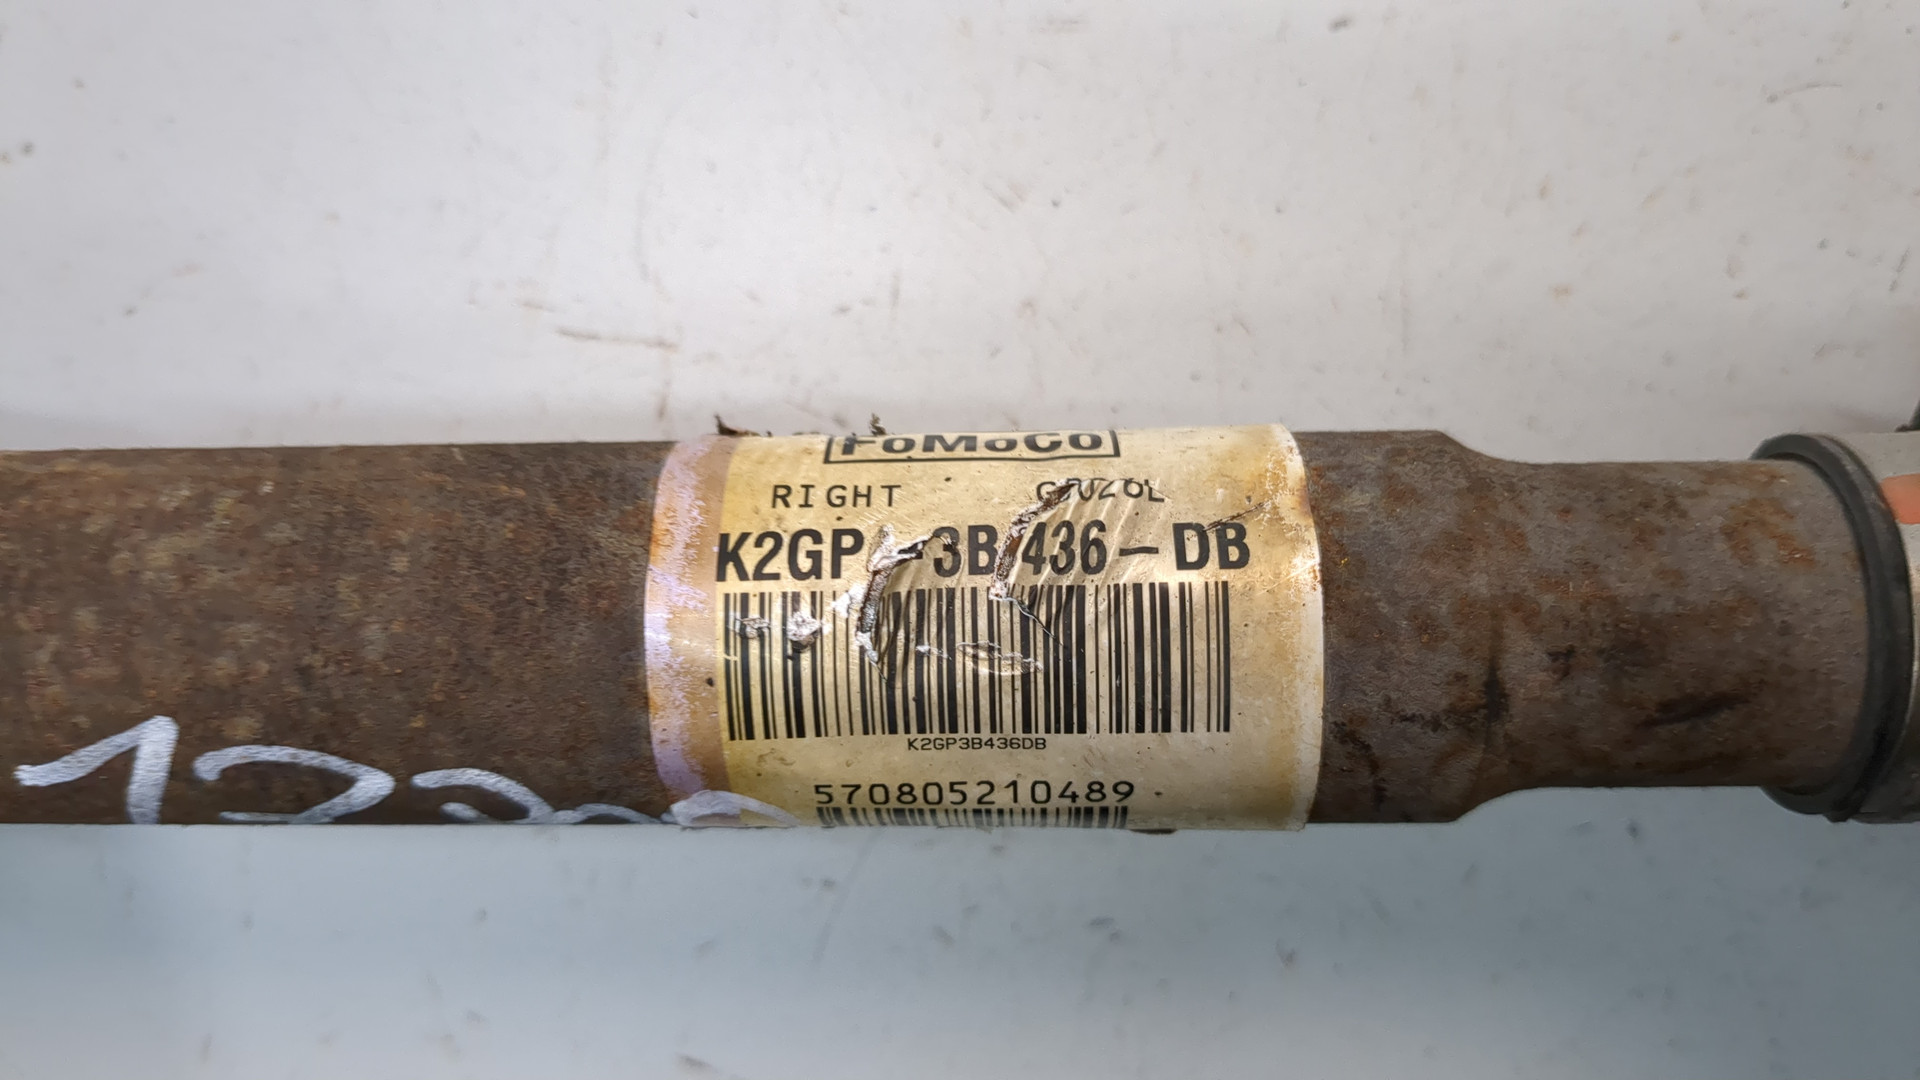 FoMoCo
RIGHT
K2GP-3B436-DB
K2GP3B436DB
570805210489